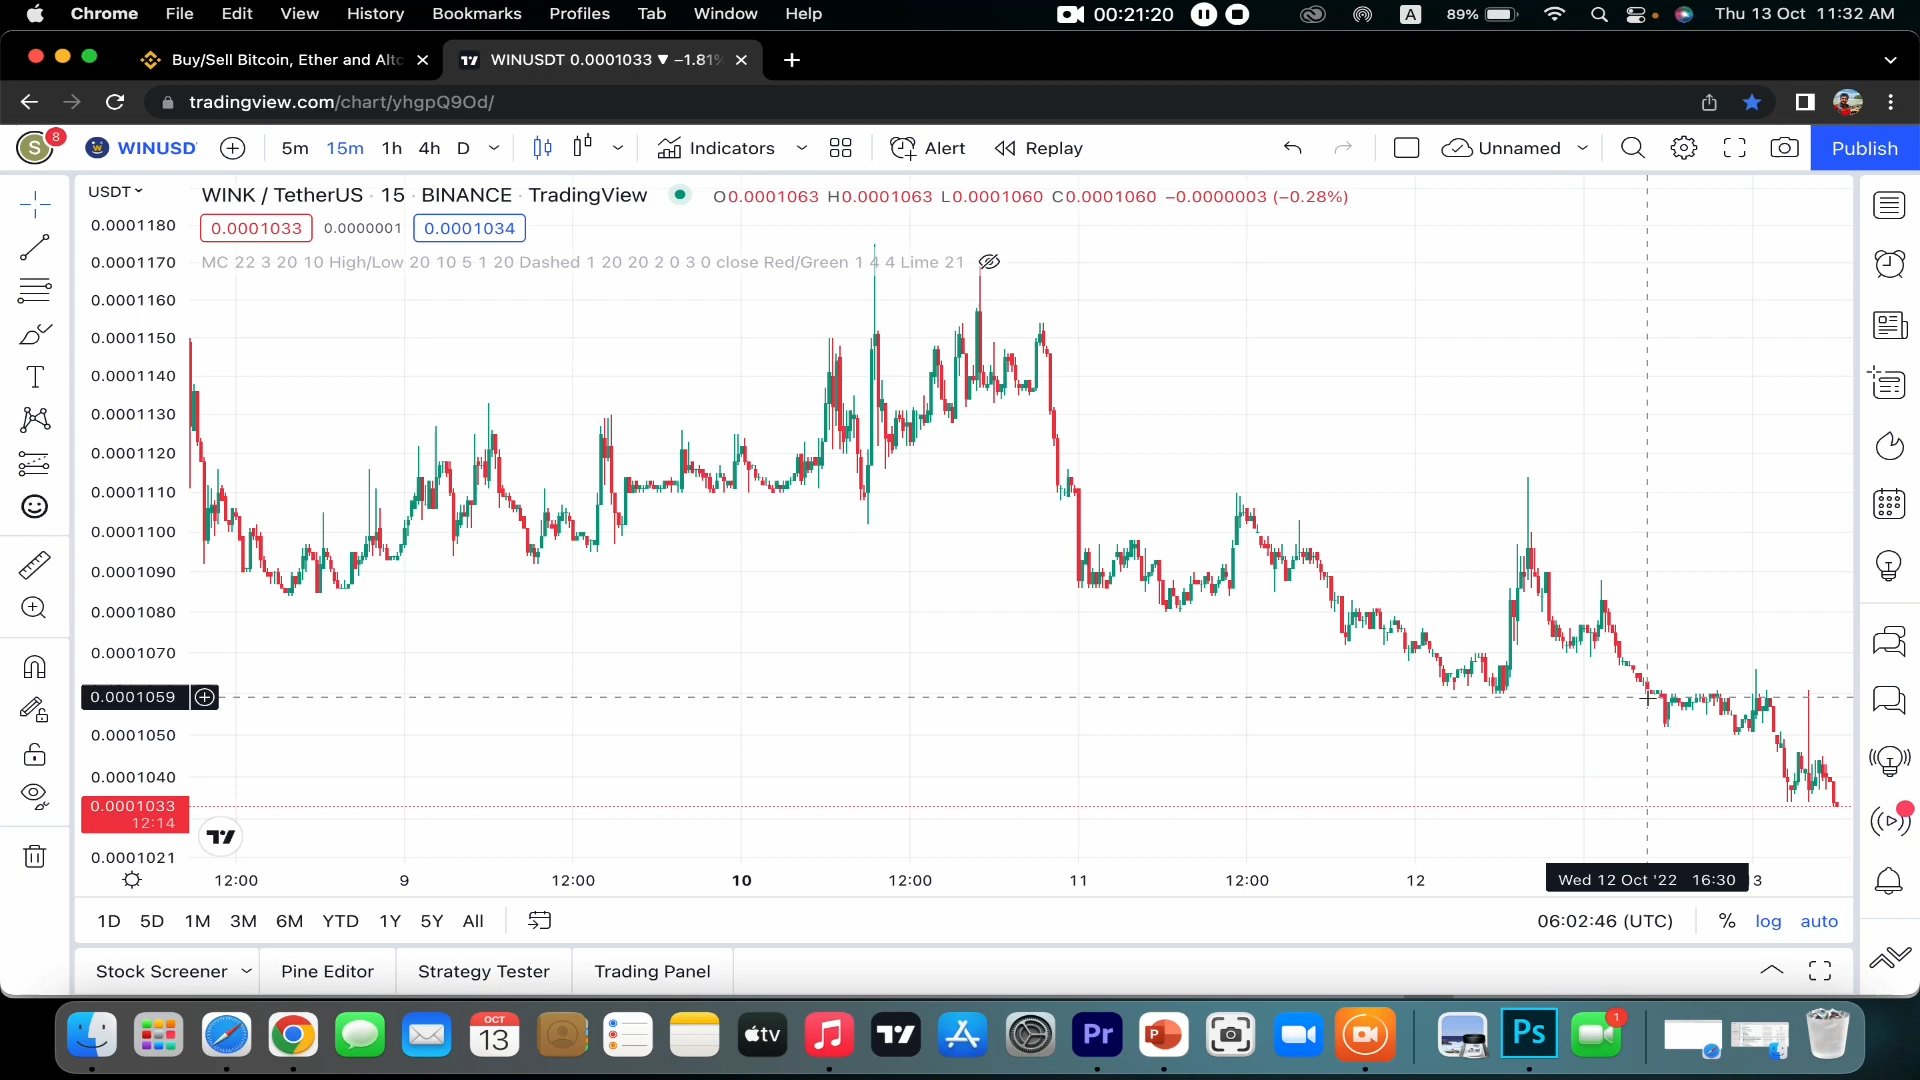 Chrome File Edit View History Bookmarks Profiles Tab Window Help 00:21:20 A 89% Thu 13 Oct 11:32 AM
Buy/Sell Bitcoin, Ether and Altc WINUSDT 0.0001033 ▼ −1.81%
tradingview.com/chart/yhgpQ9Od/
S 8 WINUSD 5m 15m 1h 4h D Indicators Alert Replay Unnamed Publish
USDT WINK / TetherUS · 15 · BINANCE · TradingView O0.0001063 H0.0001063 L0.0001060 C0.0001060 −0.0000003 (−0.28%)
0.0001180 0.0001033 0.0000001 0.0001034
0.0001170 MC 22 3 20 10 High/Low 20 10 5 1 20 Dashed 1 20 20 2 0 3 0 close Red/Green 1 4 4 Lime 21
0.0001160
0.0001150
0.0001140
0.0001130
0.0001120
0.0001110
0.0001100
0.0001090
0.0001080
0.0001070
0.0001059
0.0001050
0.0001040
0.0001033
12:14
0.0001021
12:00 9 12:00 10 12:00 11 12:00 12 Wed 12 Oct '22 16:30 3
1D 5D 1M 3M 6M YTD 1Y 5Y All 06:02:46 (UTC) % log auto
Stock Screener Pine Editor Strategy Tester Trading Panel
OCT
13 tv Pr P Ps 1